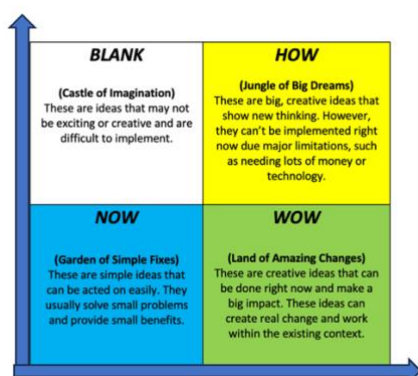 BLANK
(Castle of Imagination)
These are ideas that may not
be exciting or creative and are
difficult to implement.
HOW
(Jungle of Big Dreams)
These are big, creative ideas that
show new thinking. However,
they can't be implemented right
now due major limitations, such
as needing lots of money or
technology.
NOW
(Garden of Simple Fixes)
These are simple ideas that
can be acted on easily. They
usually solve small problems
and provide small benefits.
WOW
(Land of Amazing Changes)
These are creative ideas that can
be done right now and make a
big impact. These ideas can
create real change and work
within the existing context.